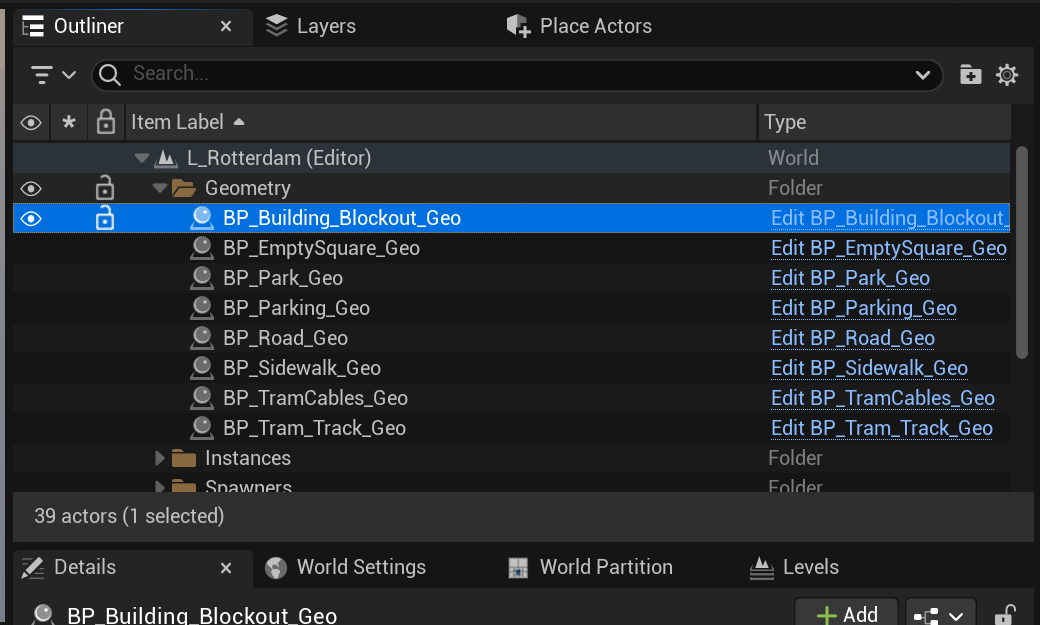 Outliner Layers Place Actors
Search...
Item Label Type
L_Rotterdam (Editor) World
Geometry Folder
BP_Building_Blockout_Geo Edit BP_Building_Blockout_
BP_EmptySquare_Geo Edit BP_EmptySquare_Geo
BP_Park_Geo Edit BP_Park_Geo
BP_Parking_Geo Edit BP_Parking_Geo
BP_Road_Geo Edit BP_Road_Geo
BP_Sidewalk_Geo Edit BP_Sidewalk_Geo
BP_TramCables_Geo Edit BP_TramCables_Geo
BP_Tram_Track_Geo Edit BP_Tram_Track_Geo
Instances Folder
Spawners Folder
39 actors (1 selected)
Details World Settings World Partition Levels
BP_Building_Blockout_Geo Add